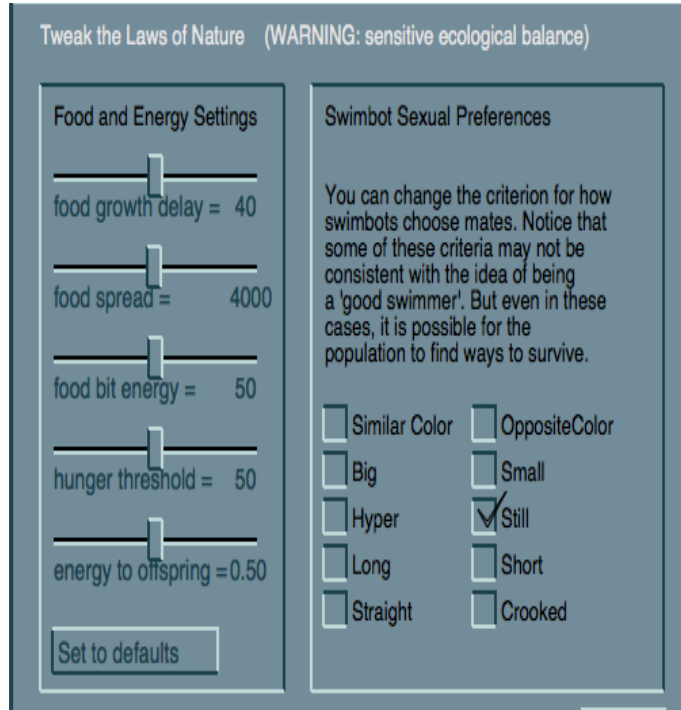 Tweak the Laws of Nature (WARNING: sensitive ecological balance)
Food and Energy Settings
food growth delay = 40
food spread = 4000
food bit energy = 50
hunger threshold = 50
energy to offspring = 0.50
Set to defaults
Swimbot Sexual Preferences
You can change the criterion for how
swimbots choose mates. Notice that
some of these criteria may not be
consistent with the idea of being
a 'good swimmer'. But even in these
cases, it is possible for the
population to find ways to survive.
Similar Color OppositeColor
Big Small
Hyper Still
Long Short
Straight Crooked